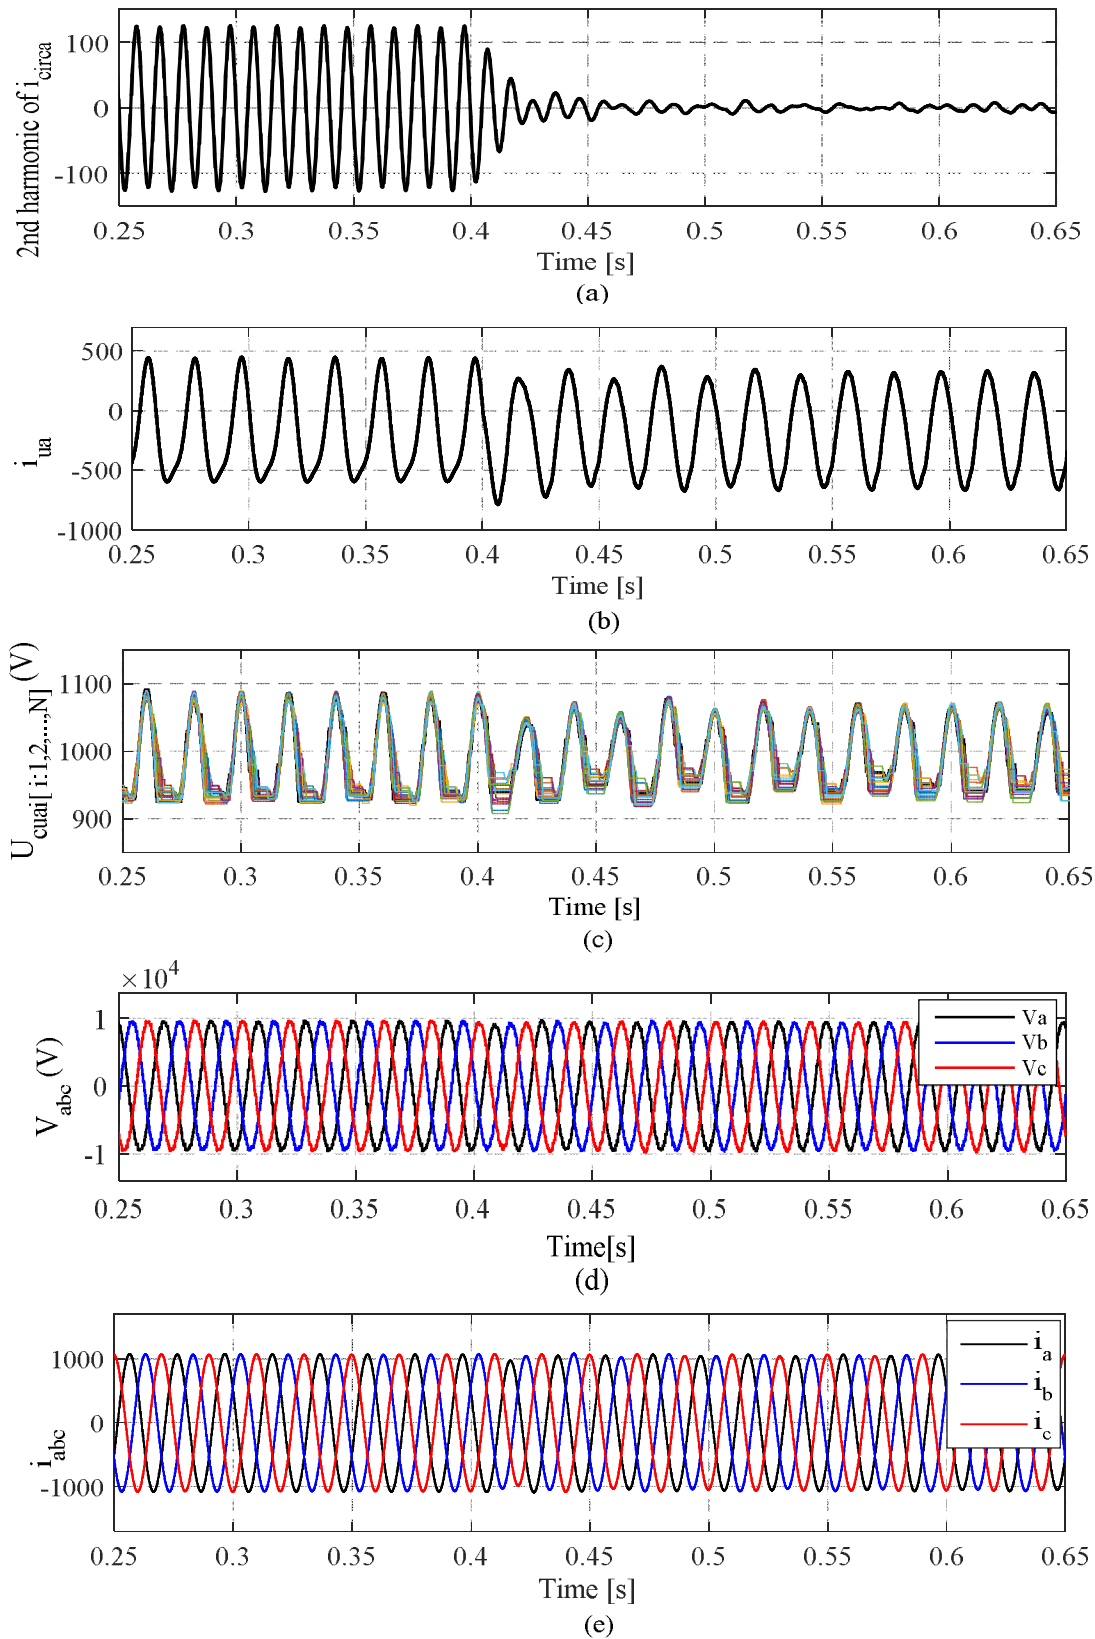 2nd harmonic of i_circa
100
0
-100
0.25 0.3 0.35 0.4 0.45 0.5 0.55 0.6 0.65
Time [s]
(a)
i_ua
500
0
-500
-1000
0.25 0.3 0.35 0.4 0.45 0.5 0.55 0.6 0.65
Time [s]
(b)
U_cuai[ i:1,2,...,N] (V)
1100
1000
900
0.25 0.3 0.35 0.4 0.45 0.5 0.55 0.6 0.65
Time [s]
(c)
×10^4
V_abc (V)
1
0
-1
Va
Vb
Vc
0.25 0.3 0.35 0.4 0.45 0.5 0.55 0.6 0.65
Time[s]
(d)
i_abc
1000
0
-1000
i_a
i_b
i_c
0.25 0.3 0.35 0.4 0.45 0.5 0.55 0.6 0.65
Time [s]
(e)